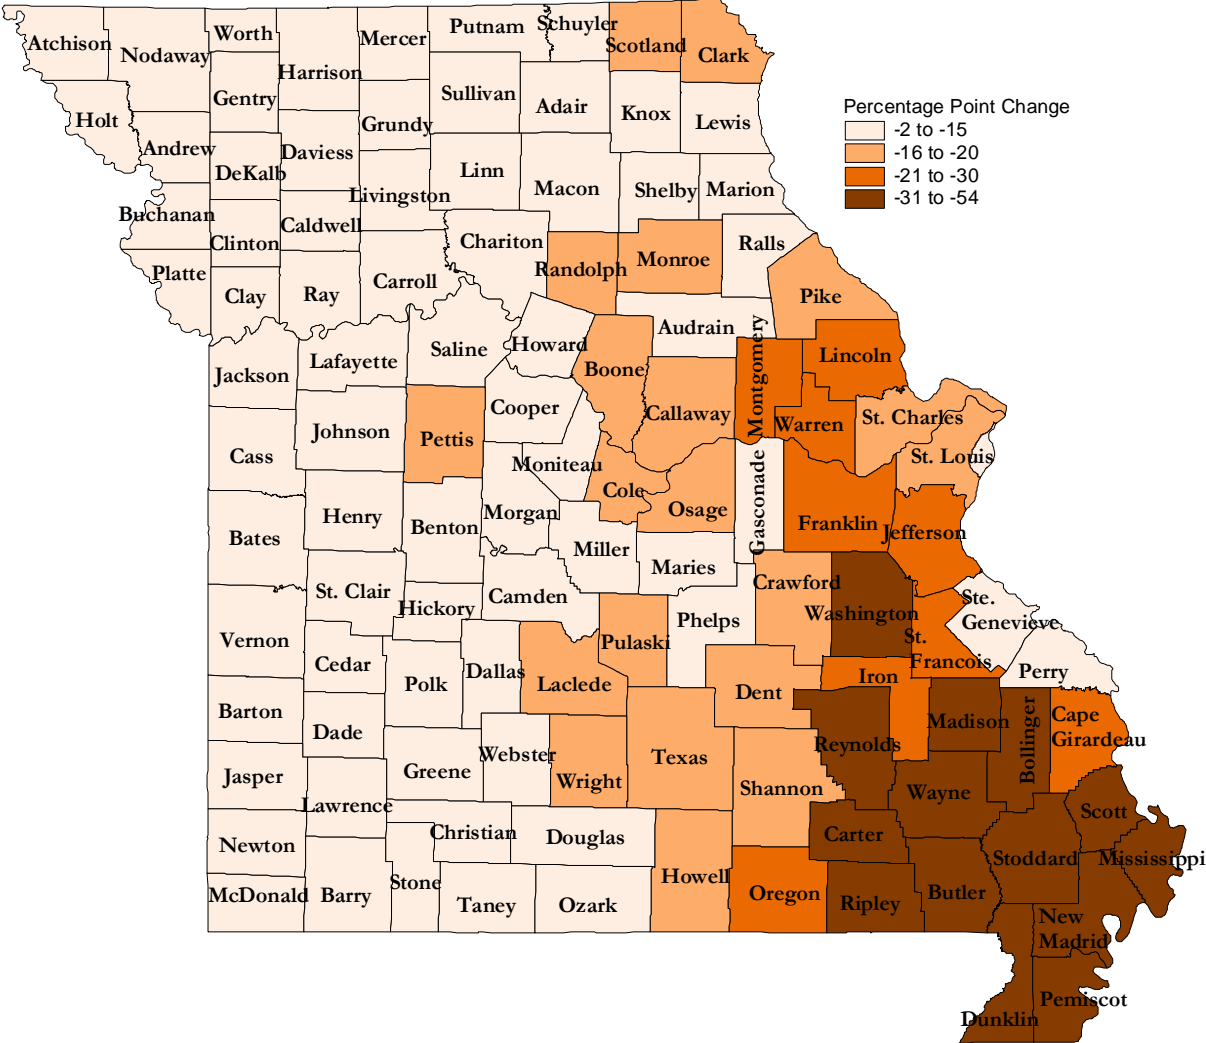 Atchison
Nodaway
Worth
Harrison
Mercer
Putnam
Schuyler
Scotland
Clark
Gentry
Sullivan
Adair
Knox
Lewis
Holt
Andrew
DeKalb
Daviess
Grundy
Livingston
Linn
Macon
Shelby
Marion
Percentage Point Change
-2 to -15
-16 to -20
-21 to -30
-31 to -54
Buchanan
Clinton
Caldwell
Chariton
Randolph
Monroe
Ralls
Platte
Clay
Ray
Carroll
Pike
Audrain
Jackson
Lafayette
Saline
Howard
Boone
Callaway
Montgomery
Lincoln
Warren
St. Charles
St. Louis
Cass
Johnson
Pettis
Cooper
Moniteau
Cole
Osage
Gasconade
Franklin
Jefferson
Bates
Henry
Benton
Morgan
Miller
Maries
St. Clair
Hickory
Camden
Pulaski
Phelps
Crawford
Washington
Ste.
Genevieve
St.
Francois
Perry
Vernon
Cedar
Polk
Dallas
Laclede
Dent
Iron
Madison
Bollinger
Cape
Girardeau
Barton
Dade
Greene
Webster
Wright
Texas
Shannon
Reynolds
Wayne
Scott
Jasper
Lawrence
Christian
Douglas
Howell
Oregon
Carter
Ripley
Butler
Stoddard
Mississippi
Newton
McDonald
Barry
Stone
Taney
Ozark
New
Madrid
Pemiscot
Dunklin